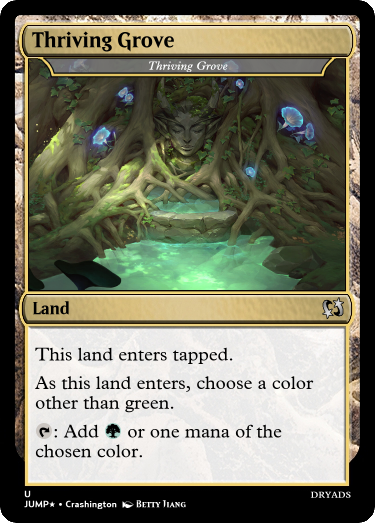 Thriving Grove
Thriving Grove
Land
This land enters tapped.
As this land enters, choose a color
other than green.
: Add or one mana of the
chosen color.
U
JUMP★ • Crashington Betty Jiang
DRYADS